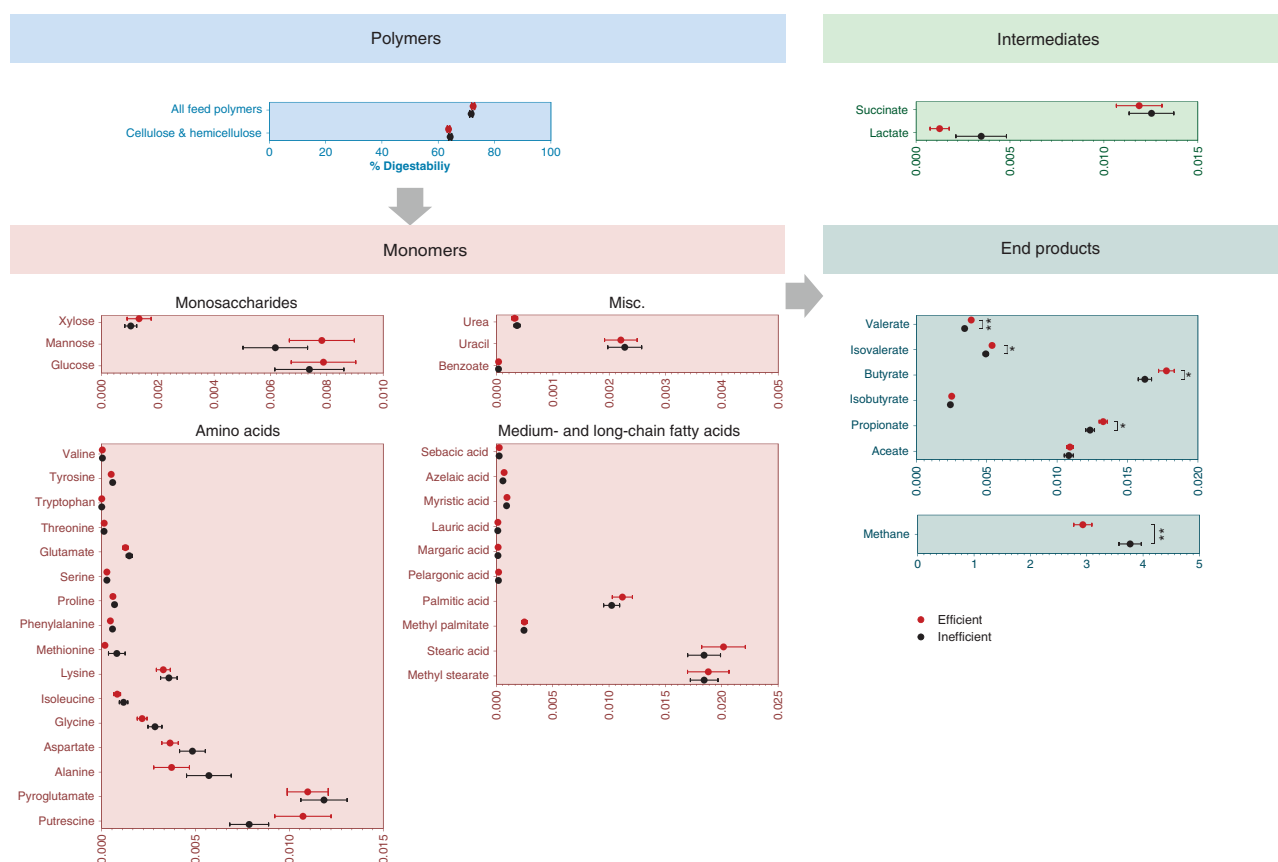 Polymers
All feed polymers
Cellulose & hemicellulose
0 20 40 60 80 100
% Digestabiliy
Intermediates
Succinate
Lactate
0.000 0.005 0.010 0.015
Monomers
Monosaccharides
Xylose
Mannose
Glucose
0.000 0.002 0.004 0.006 0.008 0.010
Misc.
Urea
Uracil
Benzoate
0.000 0.001 0.002 0.003 0.004 0.005
Amino acids
Valine
Tyrosine
Tryptophan
Threonine
Glutamate
Serine
Proline
Phenylalanine
Methionine
Lysine
Isoleucine
Glycine
Aspartate
Alanine
Pyroglutamate
Putrescine
0.000 0.005 0.010 0.015
Medium- and long-chain fatty acids
Sebacic acid
Azelaic acid
Myristic acid
Lauric acid
Margaric acid
Pelargonic acid
Palmitic acid
Methyl palmitate
Stearic acid
Methyl stearate
0.000 0.005 0.010 0.015 0.020 0.025
End products
Valerate **
Isovalerate *
Butyrate *
Isobutyrate
Propionate *
Aceate
0.000 0.005 0.010 0.015 0.020
Methane **
0 1 2 3 4 5
Efficient
Inefficient